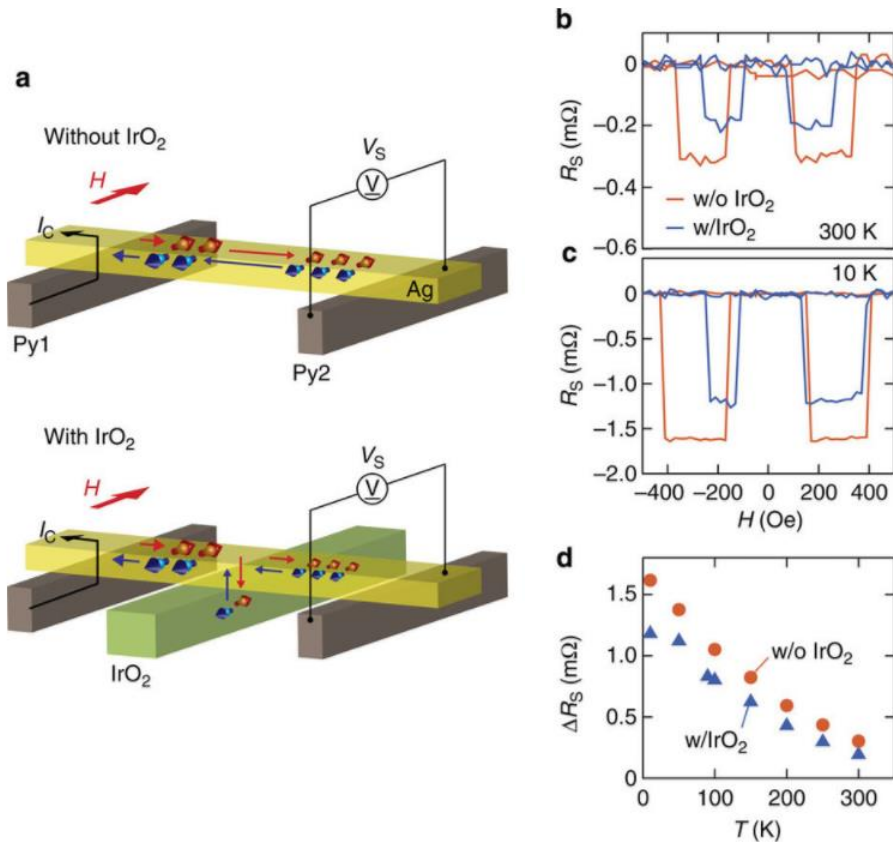 a
Without IrO2
H
IC
VS
V
Ag
Py1
Py2
With IrO2
H
IC
VS
V
IrO2
b
0
−0.2
−0.4
−0.6
RS (mΩ)
w/o IrO2
w/IrO2
300 K
c
10 K
0
−0.5
−1.0
−1.5
−2.0
RS (mΩ)
−400 −200 0 200 400
H (Oe)
d
1.5
1.0
0.5
0
ΔRS (mΩ)
w/o IrO2
w/IrO2
0 100 200 300
T (K)